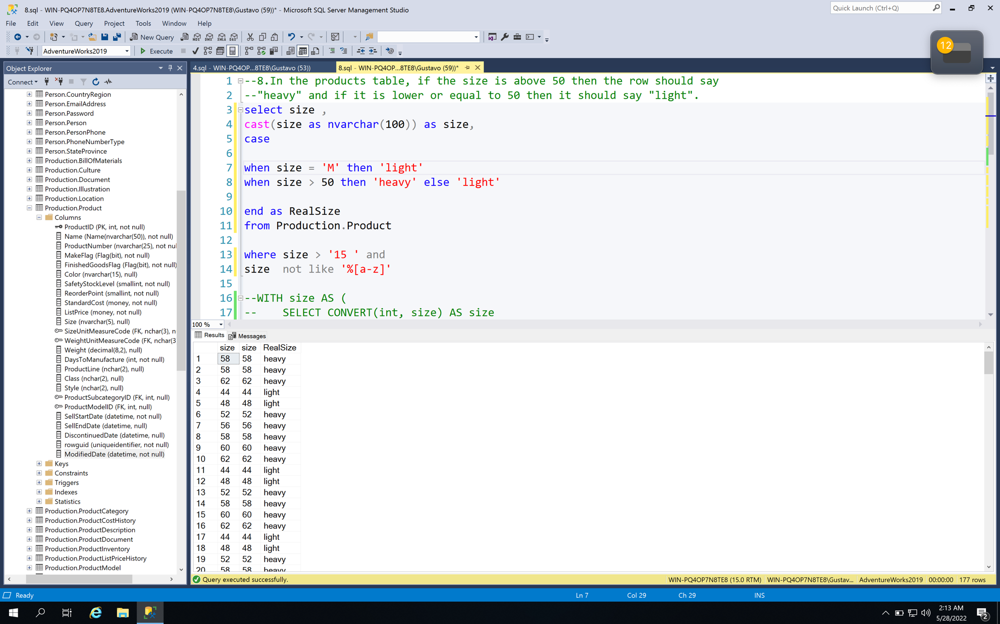 8.sql - WIN-PQ4OP7N8TE8.AdventureWorks2019 (WIN-PQ4OP7N8TE8\Gustavo (59))* - Microsoft SQL Server Management Studio
Quick Launch (Ctrl+Q)
File Edit View Query Project Tools Window Help
New Query MDX DMX XMLA DAX
AdventureWorks2019 Execute
12
Object Explorer
Connect
Person.CountryRegion
Person.EmailAddress
Person.Password
Person.Person
Person.PersonPhone
Person.PhoneNumberType
Person.StateProvince
Production.BillOfMaterials
Production.Culture
Production.Document
Production.Illustration
Production.Location
Production.Product
Columns
ProductID (PK, int, not null)
Name (Name(nvarchar(50)), not null)
ProductNumber (nvarchar(25), not nul
MakeFlag (Flag(bit), not null)
FinishedGoodsFlag (Flag(bit), not null)
Color (nvarchar(15), null)
SafetyStockLevel (smallint, not null)
ReorderPoint (smallint, not null)
StandardCost (money, not null)
ListPrice (money, not null)
Size (nvarchar(5), null)
SizeUnitMeasureCode (FK, nchar(3), n
WeightUnitMeasureCode (FK, nchar(3
Weight (decimal(8,2), null)
DaysToManufacture (int, not null)
ProductLine (nchar(2), null)
Class (nchar(2), null)
Style (nchar(2), null)
ProductSubcategoryID (FK, int, null)
ProductModelID (FK, int, null)
SellStartDate (datetime, not null)
SellEndDate (datetime, null)
DiscontinuedDate (datetime, null)
rowguid (uniqueidentifier, not null)
ModifiedDate (datetime, not null)
Keys
Constraints
Triggers
Indexes
Statistics
Production.ProductCategory
Production.ProductCostHistory
Production.ProductDescription
Production.ProductDocument
Production.ProductInventory
Production.ProductListPriceHistory
Production.ProductModel
4.sql - WIN-PQ4OP...8TE8\Gustavo (53))
8.sql - WIN-PQ4OP...8TE8\Gustavo (59))*
1 --8.In the products table, if the size is above 50 then the row should say
2 --"heavy" and if it is lower or equal to 50 then it should say "light".
3 select size ,
4 cast(size as nvarchar(100)) as size,
5 case
6
7 when size = 'M' then 'light'
8 when size > 50 then 'heavy' else 'light'
9
10 end as RealSize
11 from Production.Product
12
13 where size > '15 ' and
14 size  not like '%[a-z]'
15
16 --WITH size AS (
17 --    SELECT CONVERT(int, size) AS size
100 %
Results Messages
size size RealSize
1 58 58 heavy
2 58 58 heavy
3 62 62 heavy
4 44 44 light
5 48 48 light
6 52 52 heavy
7 56 56 heavy
8 58 58 heavy
9 60 60 heavy
10 62 62 heavy
11 44 44 light
12 48 48 light
13 52 52 heavy
14 58 58 heavy
15 60 60 heavy
16 62 62 heavy
17 44 44 light
18 48 48 light
19 52 52 heavy
20 58 58 heavy
Query executed successfully. WIN-PQ4OP7N8TE8 (15.0 RTM) WIN-PQ4OP7N8TE8\Gustav... AdventureWorks2019 00:00:00 177 rows
Ready Ln 7 Col 29 Ch 29 INS
2:13 AM
5/28/2022
2